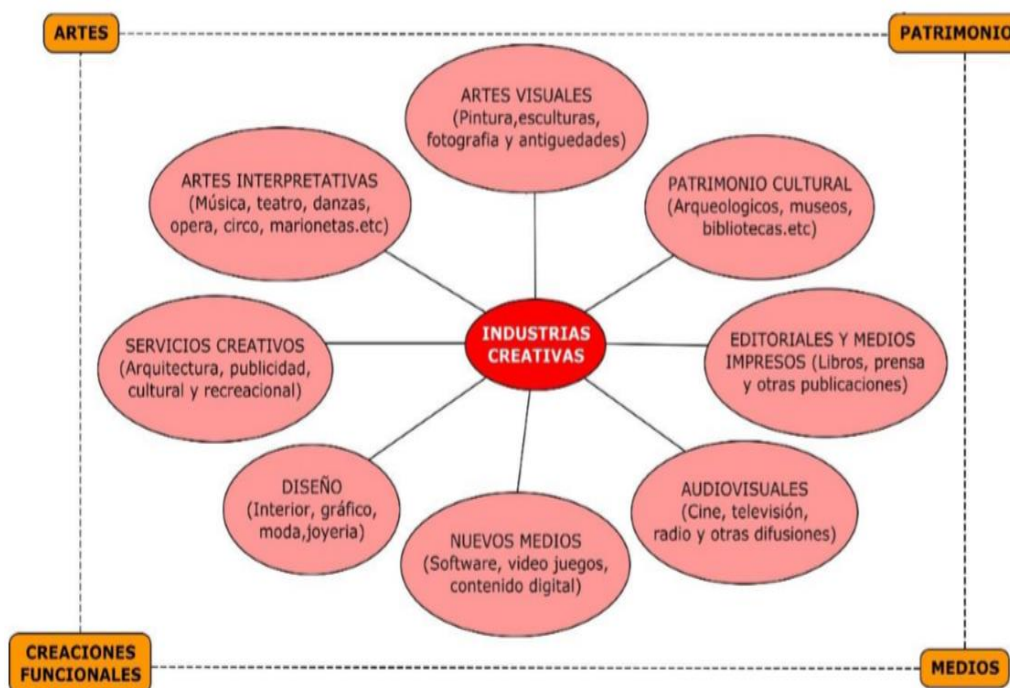 ARTES
PATRIMONIO
ARTES VISUALES
(Pintura,esculturas,
fotografia y antiguedades)
ARTES INTERPRETATIVAS
(Música, teatro, danzas,
opera, circo, marionetas.etc)
PATRIMONIO CULTURAL
(Arqueologicos, museos,
bibliotecas.etc)
INDUSTRIAS
CREATIVAS
SERVICIOS CREATIVOS
(Arquitectura, publicidad,
cultural y recreacional)
EDITORIALES Y MEDIOS
IMPRESOS (Libros, prensa
y otras publicaciones)
DISEÑO
(Interior, gráfico,
moda,joyeria)
NUEVOS MEDIOS
(Software, video juegos,
contenido digital)
AUDIOVISUALES
(Cine, televisión,
radio y otras difusiones)
CREACIONES
FUNCIONALES
MEDIOS